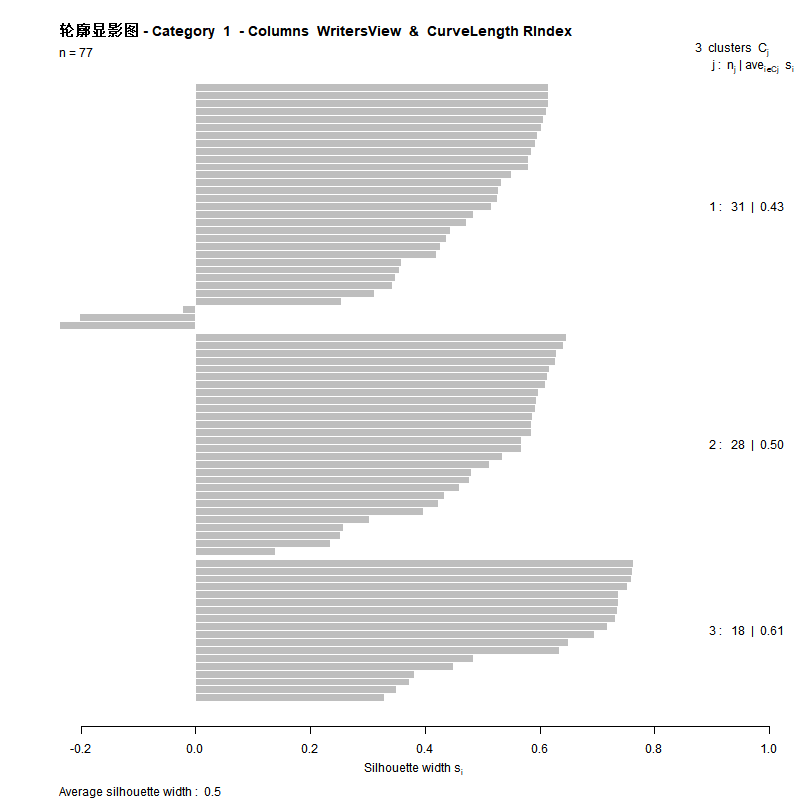 轮廓显影图 - Category 1 - Columns WritersView & CurveLength RIndex
n = 77
3 clusters Cj
j : nj | avei∈Cj si
1 : 31 | 0.43
2 : 28 | 0.50
3 : 18 | 0.61
-0.2 0.0 0.2 0.4 0.6 0.8 1.0
Silhouette width si
Average silhouette width : 0.5